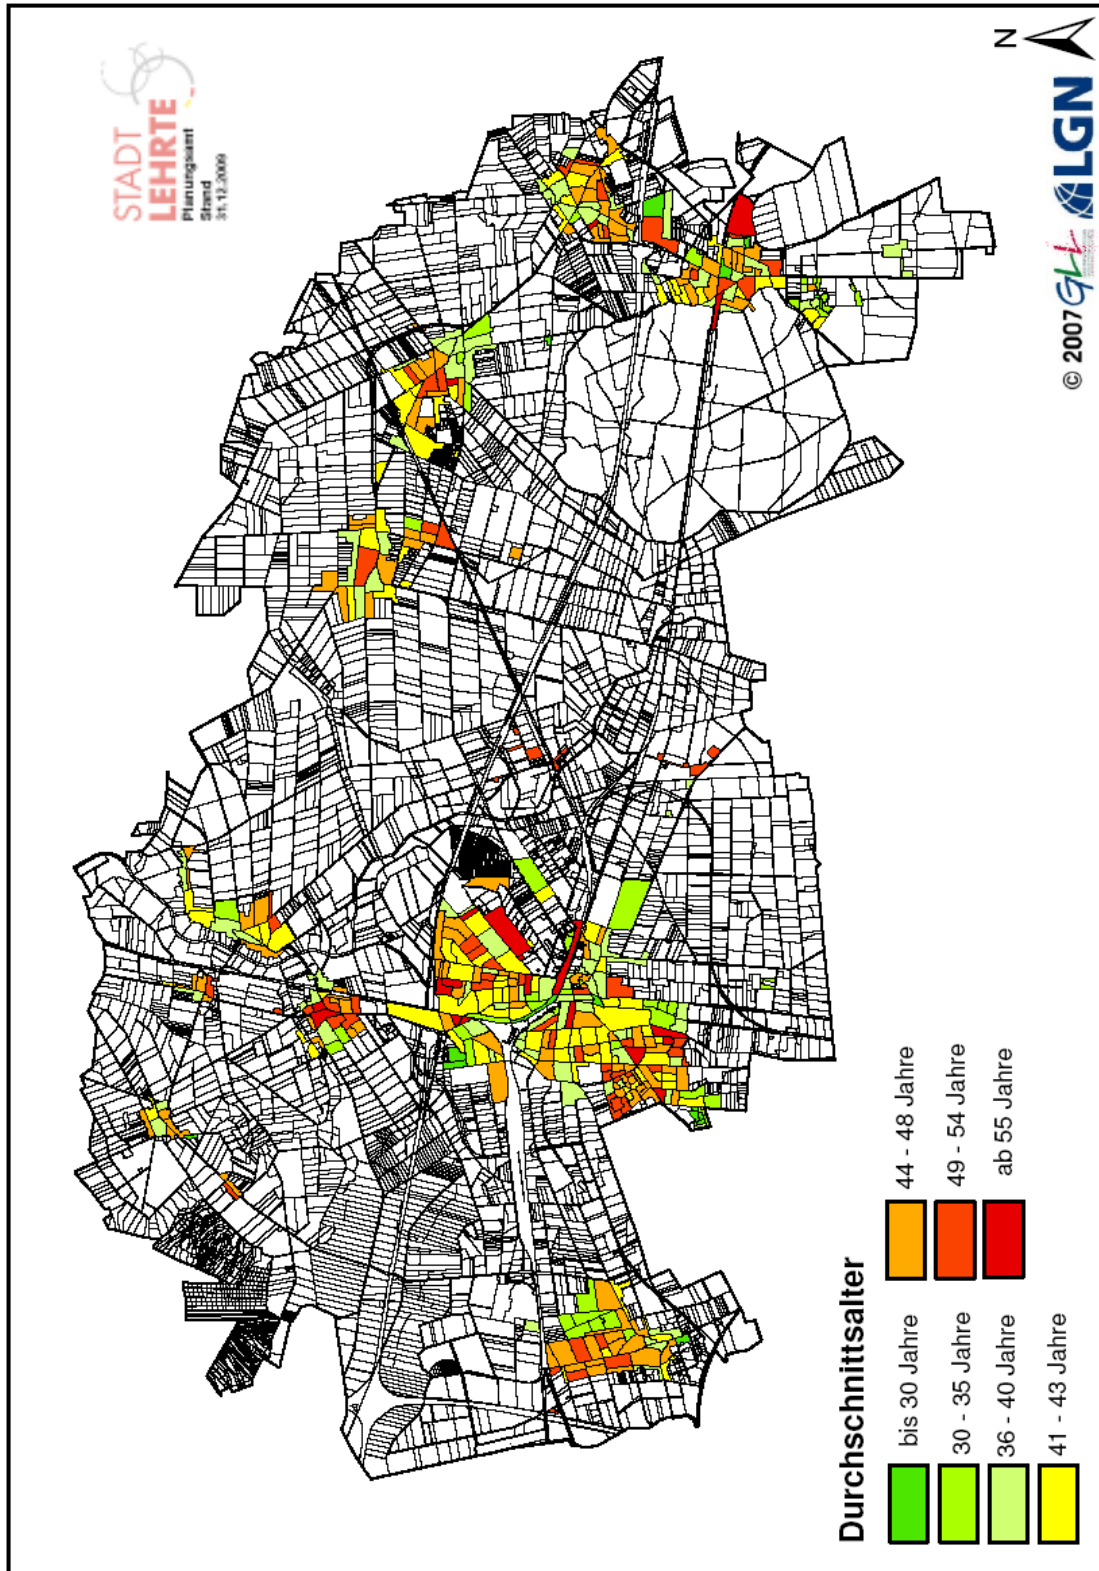 STADT
LEHRTE
Planungsamt
Stand
31.12.2009
N
© 2007 GLL LGN
Durchschnittsalter
bis 30 Jahre
30 - 35 Jahre
36 - 40 Jahre
41 - 43 Jahre
44 - 48 Jahre
49 - 54 Jahre
ab 55 Jahre